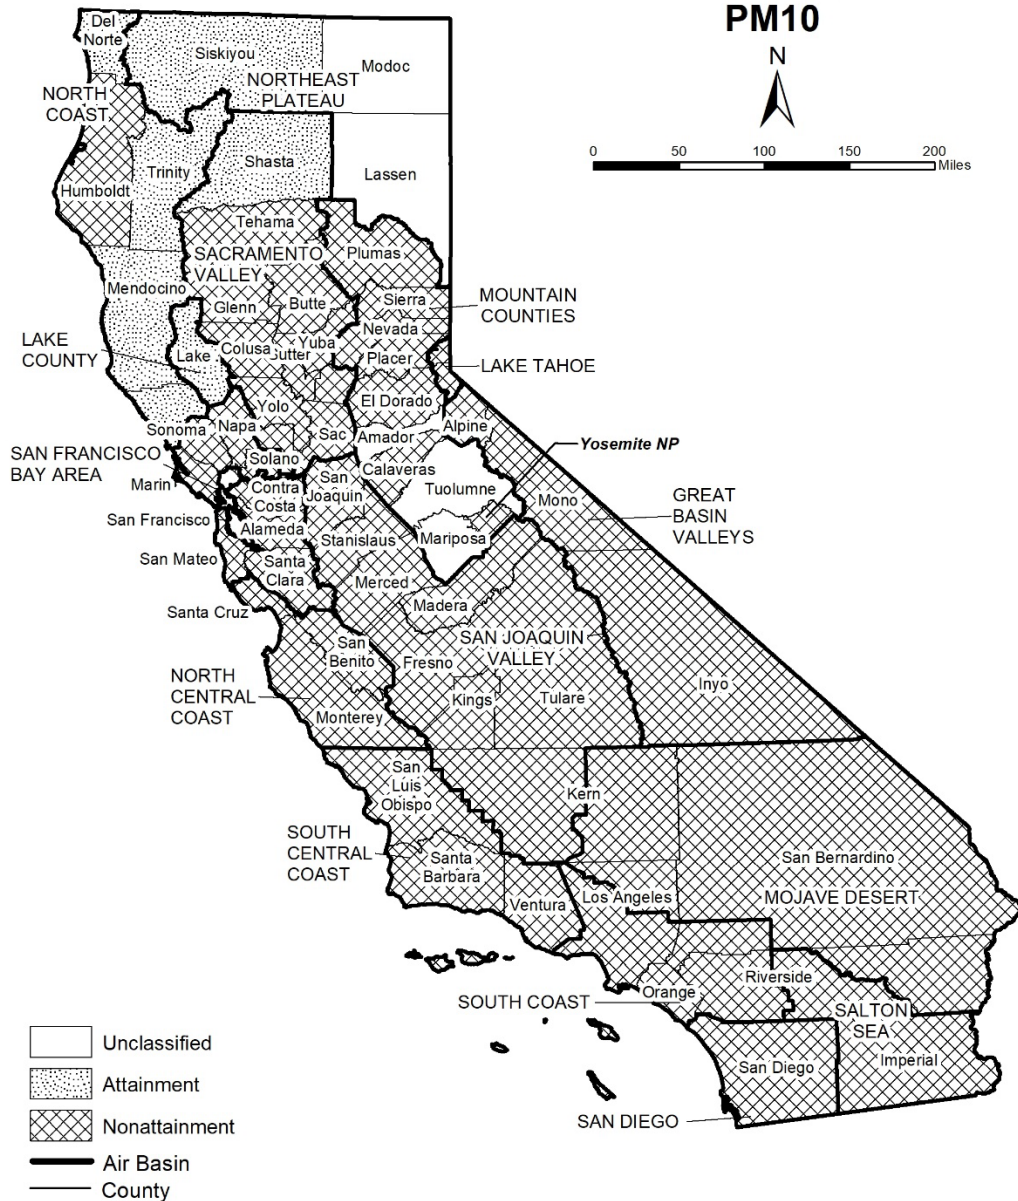 PM10
N
0 50 100 150 200
Miles
Del
Norte
Siskiyou
Modoc
NORTHEAST
PLATEAU
NORTH
COAST
Shasta
Trinity
Lassen
Humboldt
Tehama
Plumas
SACRAMENTO
VALLEY
Mendocino
Glenn
Butte
Sierra
MOUNTAIN
COUNTIES
Nevada
LAKE
COUNTY
Lake
Colusa
Yuba
Sutter
Placer
LAKE TAHOE
El Dorado
Yolo
Sonoma
Napa
Sac
Amador
Alpine
Yosemite NP
SAN FRANCISCO
BAY AREA
Solano
Calaveras
Marin
Contra
Costa
San
Joaquin
Tuolumne
Mono
GREAT
BASIN
VALLEYS
San Francisco
Alameda
Stanislaus
Mariposa
San Mateo
Santa
Clara
Merced
Santa Cruz
Madera
San
Benito
Fresno
SAN JOAQUIN
VALLEY
NORTH
CENTRAL
COAST
Monterey
Kings
Tulare
Inyo
San
Luis
Obispo
Kern
SOUTH
CENTRAL
COAST
Santa
Barbara
Ventura
Los Angeles
San Bernardino
MOJAVE DESERT
SOUTH COAST
Orange
Riverside
SALTON
SEA
San Diego
Imperial
SAN DIEGO
Unclassified
Attainment
Nonattainment
Air Basin
County